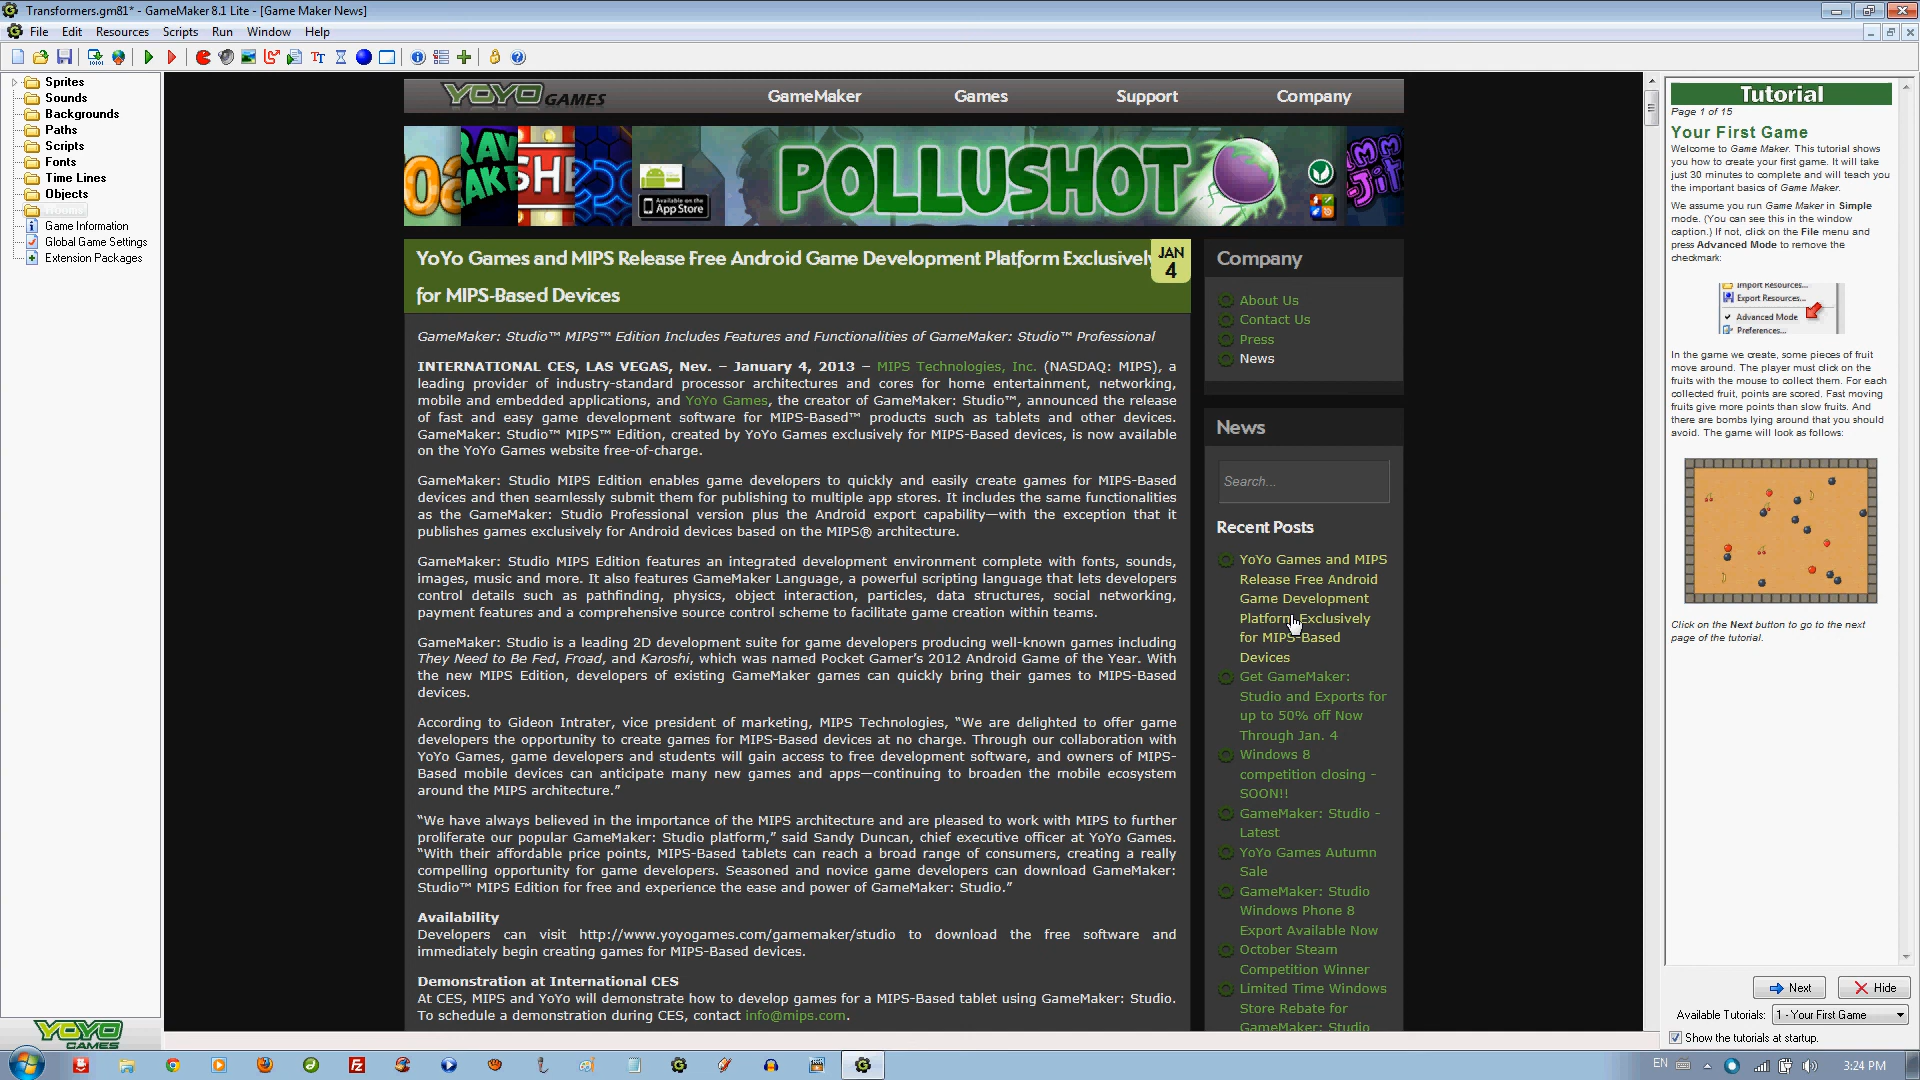 Transformers.gm81* - GameMaker 8.1 Lite - [Game Maker News]
File Edit Resources Scripts Run Window Help
Sprites
Sounds
Backgrounds
Paths
Scripts
Fonts
Time Lines
Objects
Game Information
Global Game Settings
Extension Packages
YOYO GAMES
GameMaker Games Support Company
POLLUSHOT
Available on the
App Store
YoYo Games and MIPS Release Free Android Game Development Platform Exclusively
for MIPS-Based Devices
JAN
4
GameMaker: Studio™ MIPS™ Edition Includes Features and Functionalities of GameMaker: Studio™ Professional
INTERNATIONAL CES, LAS VEGAS, Nev. – January 4, 2013 – MIPS Technologies, Inc. (NASDAQ: MIPS), a
leading provider of industry-standard processor architectures and cores for home entertainment, networking,
mobile and embedded applications, and YoYo Games, the creator of GameMaker: Studio™, announced the release
of fast and easy game development software for MIPS-Based™ products such as tablets and other devices.
GameMaker: Studio™ MIPS™ Edition, created by YoYo Games exclusively for MIPS-Based devices, is now available
on the YoYo Games website free-of-charge.
GameMaker: Studio MIPS Edition enables game developers to quickly and easily create games for MIPS-Based
devices and then seamlessly submit them for publishing to multiple app stores. It includes the same functionalities
as the GameMaker: Studio Professional version plus the Android export capability—with the exception that it
publishes games exclusively for Android devices based on the MIPS® architecture.
GameMaker: Studio MIPS Edition features an integrated development environment complete with fonts, sounds,
images, music and more. It also features GameMaker Language, a powerful scripting language that lets developers
control details such as pathfinding, physics, object interaction, particles, data structures, social networking,
payment features and a comprehensive source control scheme to facilitate game creation within teams.
GameMaker: Studio is a leading 2D development suite for game developers producing well-known games including
They Need to Be Fed, Froad, and Karoshi, which was named Pocket Gamer's 2012 Android Game of the Year. With
the new MIPS Edition, developers of existing GameMaker games can quickly bring their games to MIPS-Based
devices.
According to Gideon Intrater, vice president of marketing, MIPS Technologies, “We are delighted to offer game
developers the opportunity to create games for MIPS-Based devices at no charge. Through our collaboration with
YoYo Games, game developers and students will gain access to free development software, and owners of MIPS-
Based mobile devices can anticipate many new games and apps—continuing to broaden the mobile ecosystem
around the MIPS architecture.”
“We have always believed in the importance of the MIPS architecture and are pleased to work with MIPS to further
proliferate our popular GameMaker: Studio platform,” said Sandy Duncan, chief executive officer at YoYo Games.
“With their affordable price points, MIPS-Based tablets can reach a broad range of consumers, creating a really
compelling opportunity for game developers. Seasoned and novice game developers can download GameMaker:
Studio™ MIPS Edition for free and experience the ease and power of GameMaker: Studio.”
Availability
Developers can visit http://www.yoyogames.com/gamemaker/studio to download the free software and
immediately begin creating games for MIPS-Based devices.
Demonstration at International CES
At CES, MIPS and YoYo will demonstrate how to develop games for a MIPS-Based tablet using GameMaker: Studio.
To schedule a demonstration during CES, contact info@mips.com.
Company
About Us
Contact Us
Press
News
News
Search...
Recent Posts
YoYo Games and MIPS
Release Free Android
Game Development
Platform Exclusively
for MIPS-Based
Devices
Get GameMaker:
Studio and Exports for
up to 50% off Now
Through Jan. 4
Windows 8
competition closing -
SOON!!
GameMaker: Studio -
Latest
YoYo Games Autumn
Sale
GameMaker: Studio
Windows Phone 8
Export Available Now
October Steam
Competition Winner
Limited Time Windows
Store Rebate for
GameMaker: Studio
Tutorial
Page 1 of 15
Your First Game
Welcome to Game Maker. This tutorial shows
you how to create your first game. It will take
just 30 minutes to complete and will teach you
the important basics of Game Maker.
We assume you run Game Maker in Simple
mode. (You can see this in the window
caption.) If not, click on the File menu and
press Advanced Mode to remove the
checkmark:
Import Resources...
Export Resources...
Advanced Mode
Preferences...
In the game we create, some pieces of fruit
move around. The player must click on the
fruits with the mouse to collect them. For each
collected fruit, points are scored. Fast moving
fruits give more points than slow fruits. And
there are bombs lying around that you should
avoid. The game will look as follows:
Click on the Next button to go to the next
page of the tutorial.
Next Hide
Available Tutorials: 1 - Your First Game
Show the tutorials at startup.
YOYO
GAMES
EN
3:24 PM